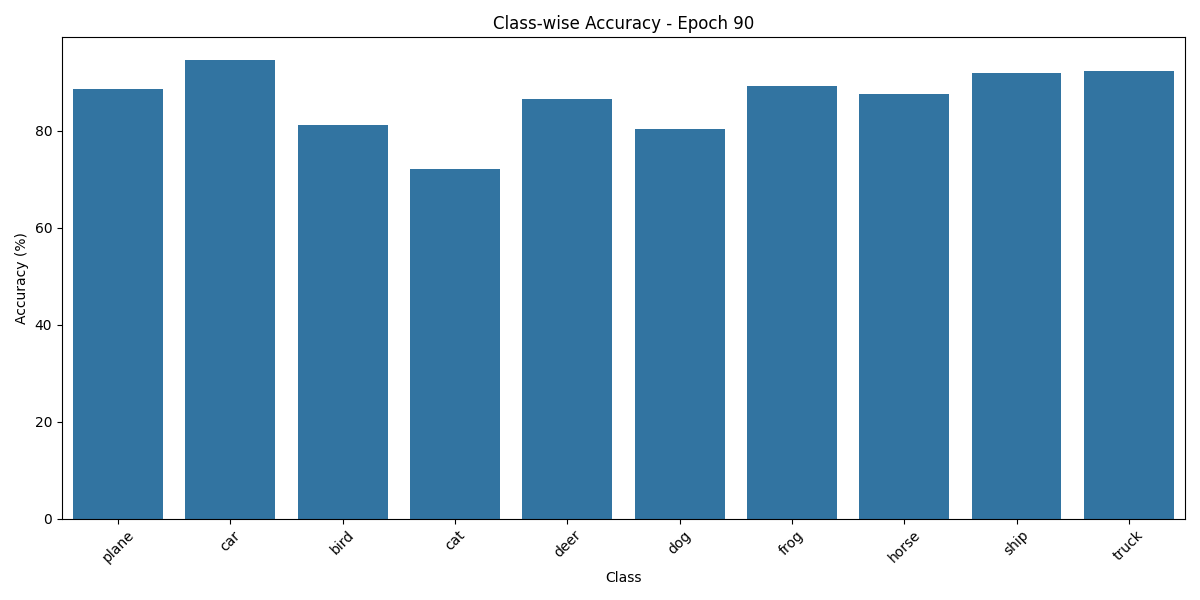 Class-wise Accuracy - Epoch 90
Accuracy (%)
80
60
40
20
0
plane
car
bird
cat
deer
dog
frog
horse
ship
truck
Class